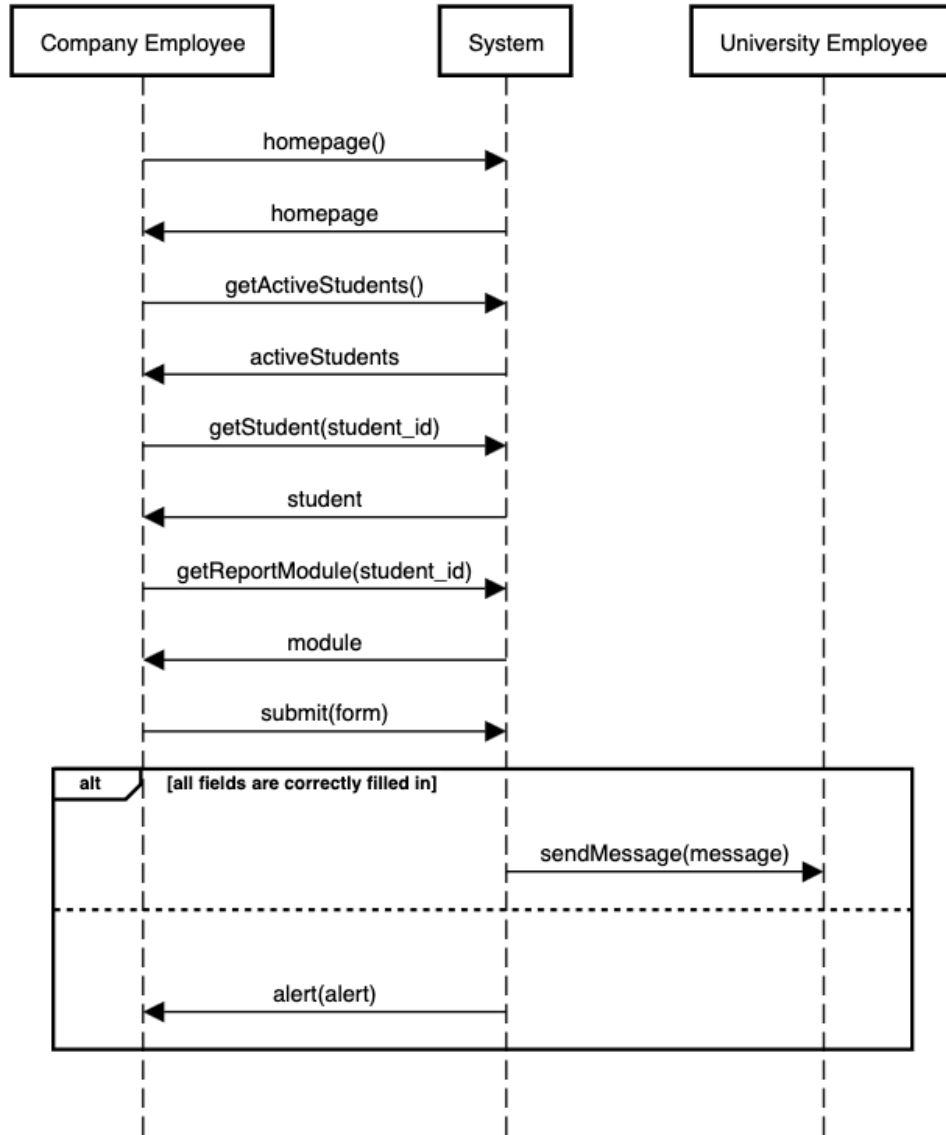 Company Employee
System
University Employee
homepage()
homepage
getActiveStudents()
activeStudents
getStudent(student_id)
student
getReportModule(student_id)
module
submit(form)
alt
[all fields are correctly filled in]
sendMessage(message)
alert(alert)